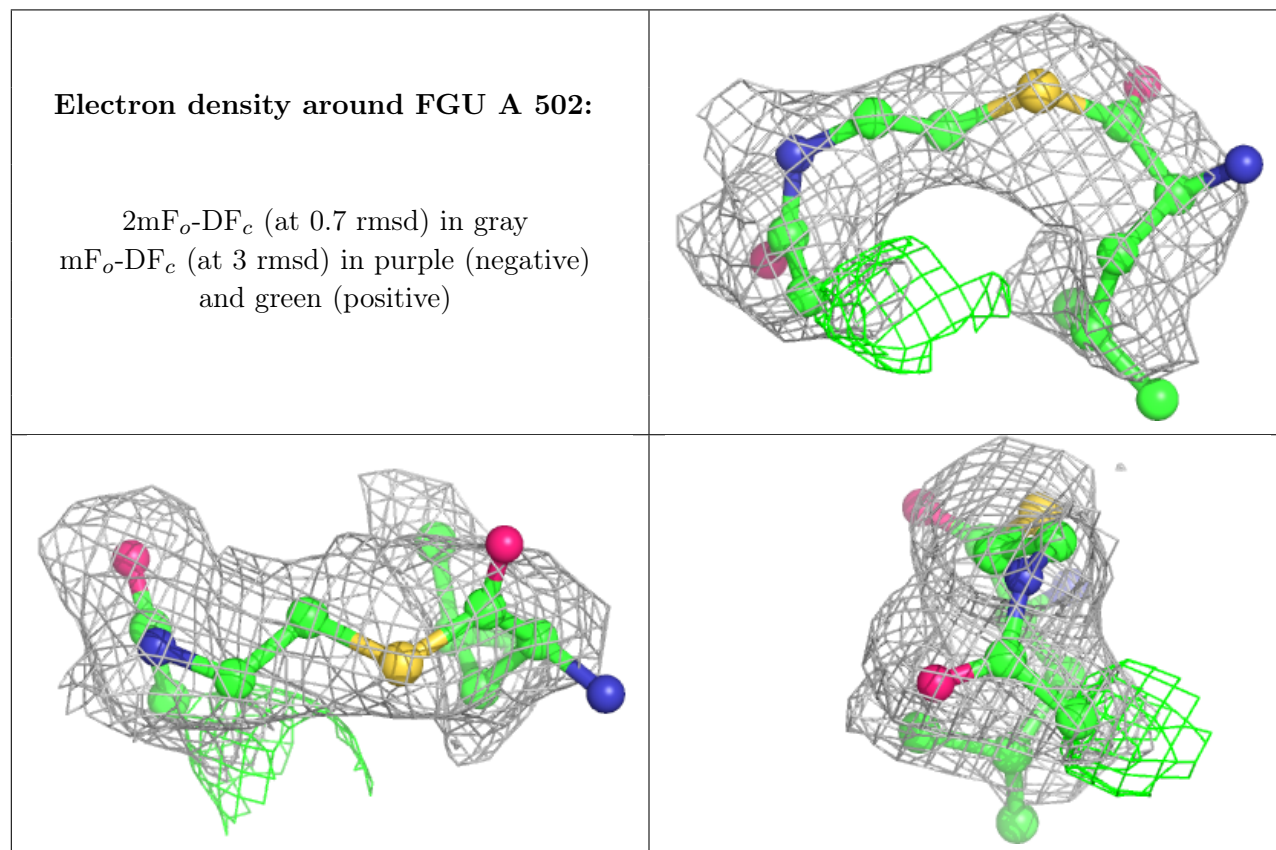 Electron density around FGU A 502:
2mFo-DFc (at 0.7 rmsd) in gray
mFo-DFc (at 3 rmsd) in purple (negative)
and green (positive)